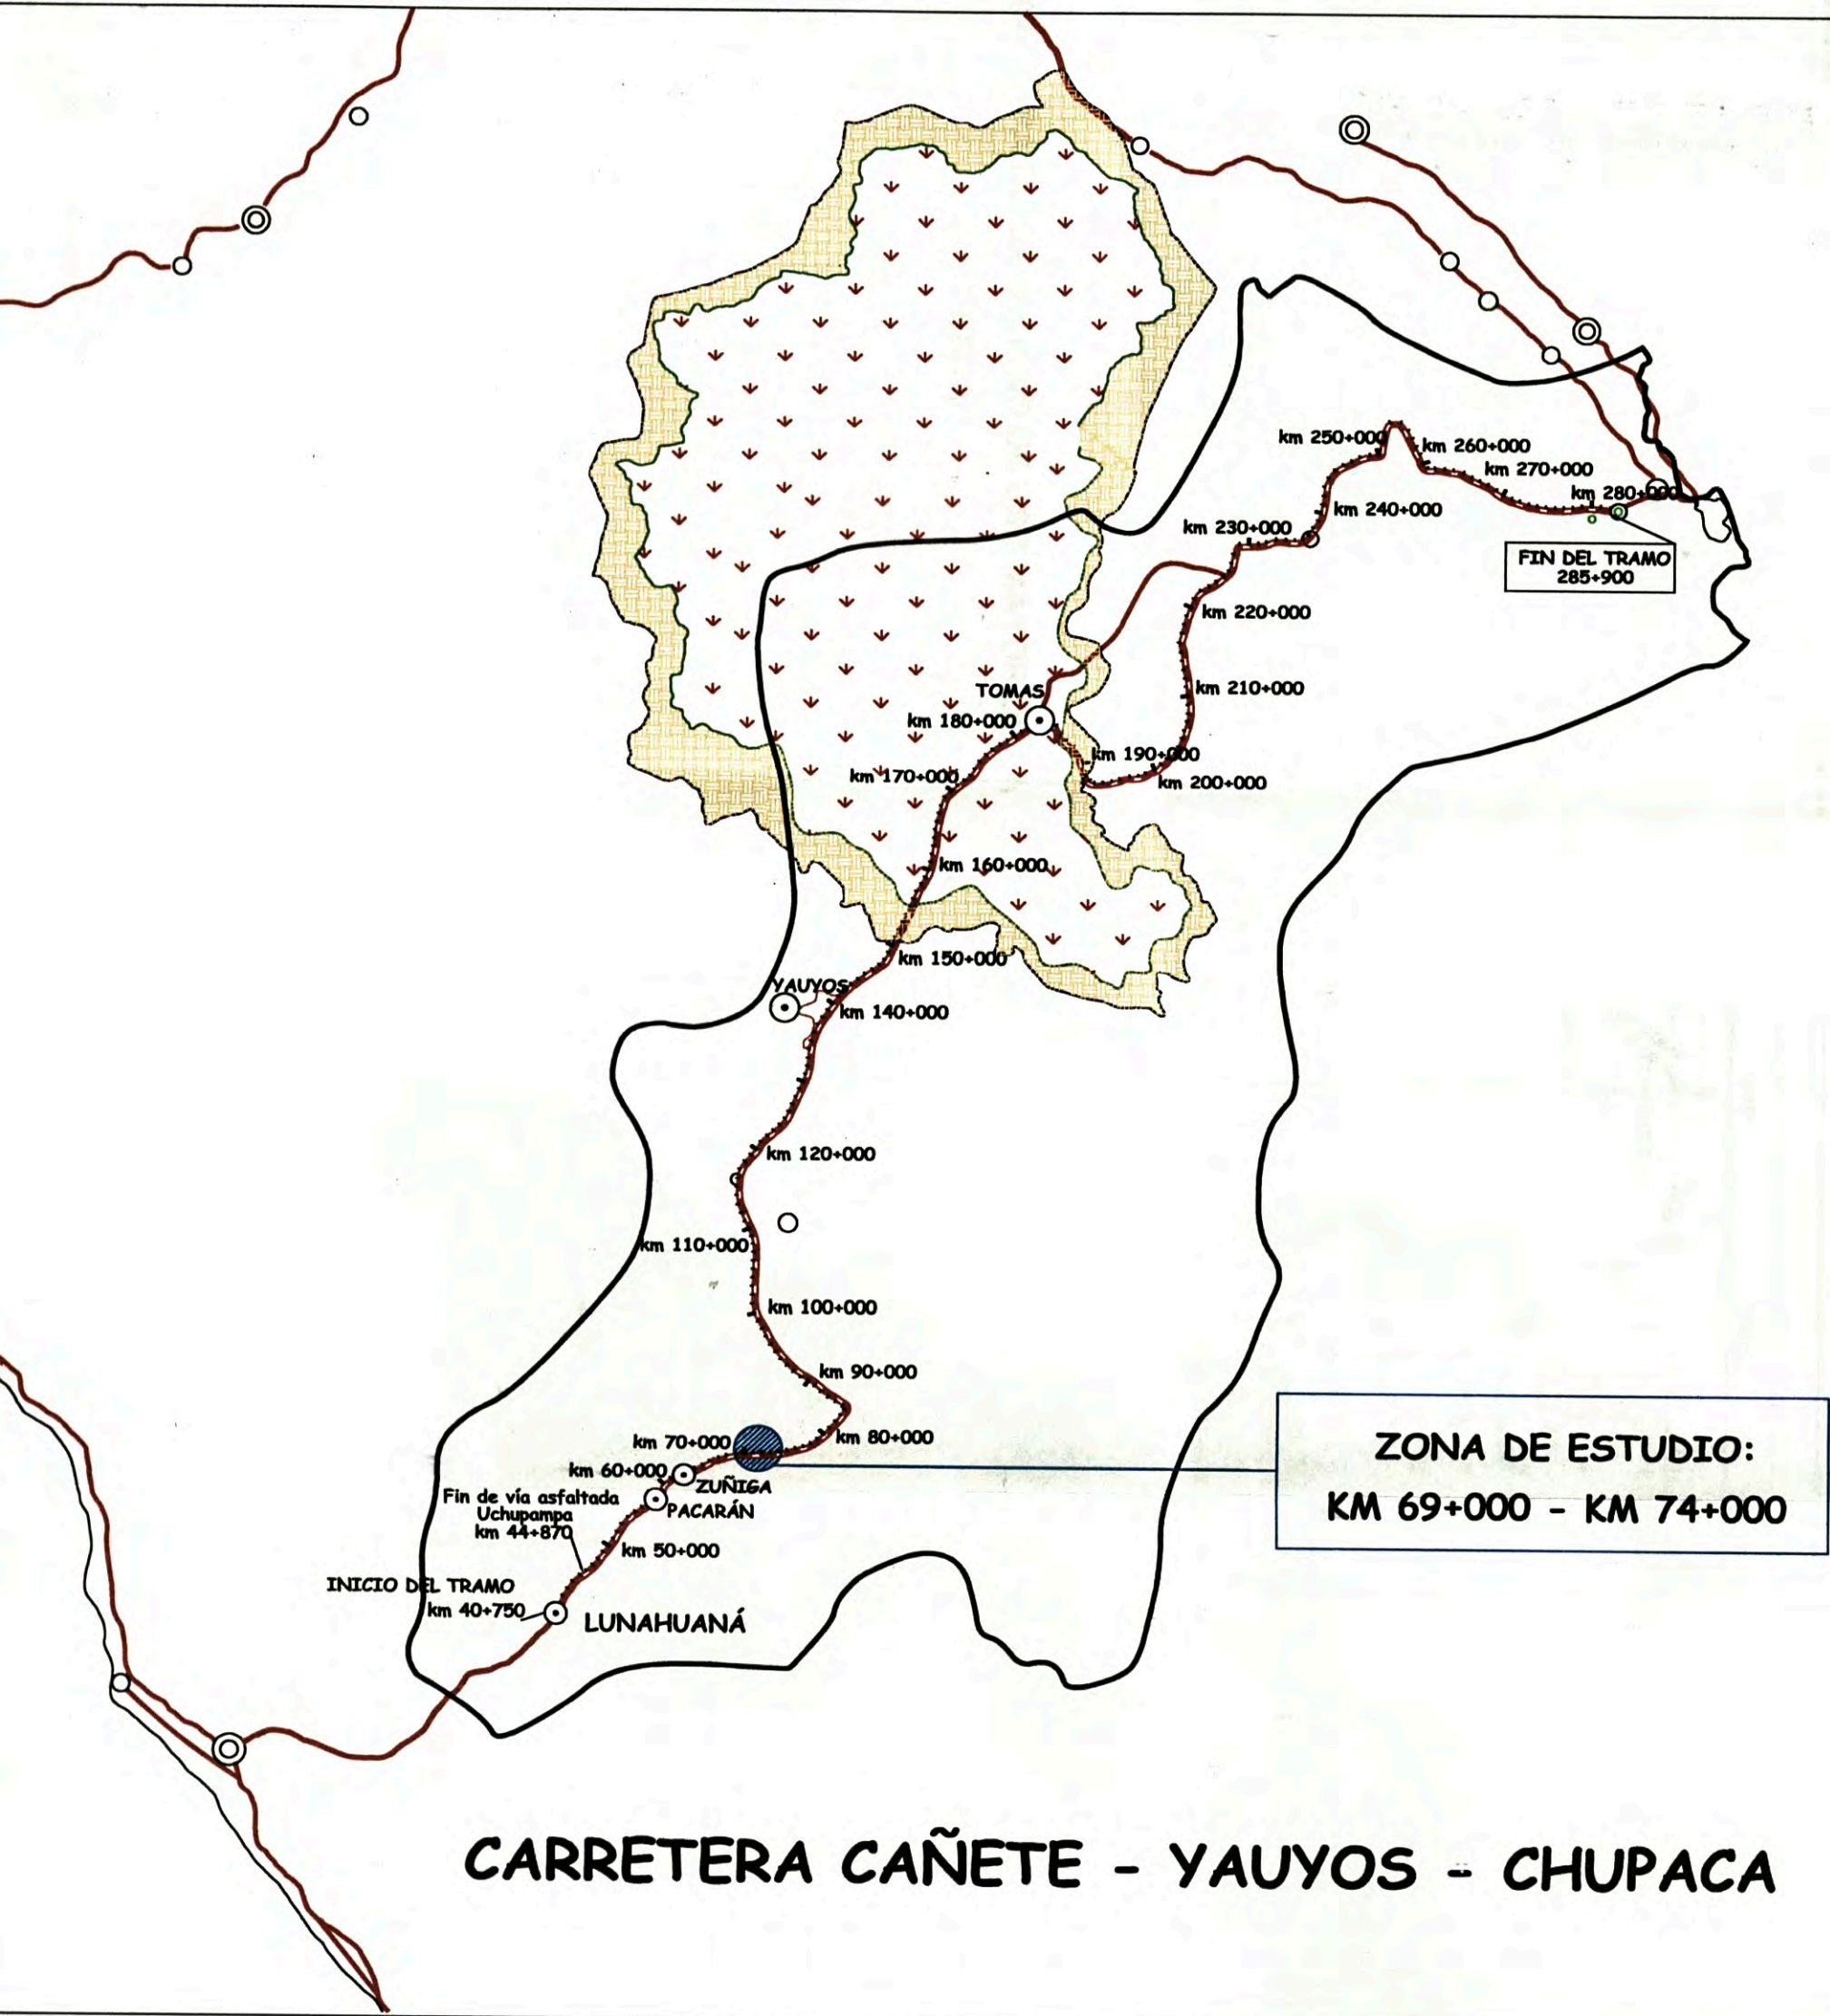 km 250+000
km 260+000
km 270+000
km 280+000
km 240+000
km 230+000
FIN DEL TRAMO
285+900
km 220+000
km 210+000
TOMAS
km 180+000
km 190+000
km 170+000
km 200+000
km 160+000
km 150+000
YAUYOS
km 140+000
km 120+000
km 110+000
km 100+000
km 90+000
km 80+000
km 70+000
km 60+000
ZUÑIGA
Fin de vía asfaltada
Uchupampa
km 44+870
PACARÁN
km 50+000
INICIO DEL TRAMO
km 40+750
LUNAHUANÁ
ZONA DE ESTUDIO:
KM 69+000 - KM 74+000
CARRETERA CAÑETE - YAUYOS - CHUPACA